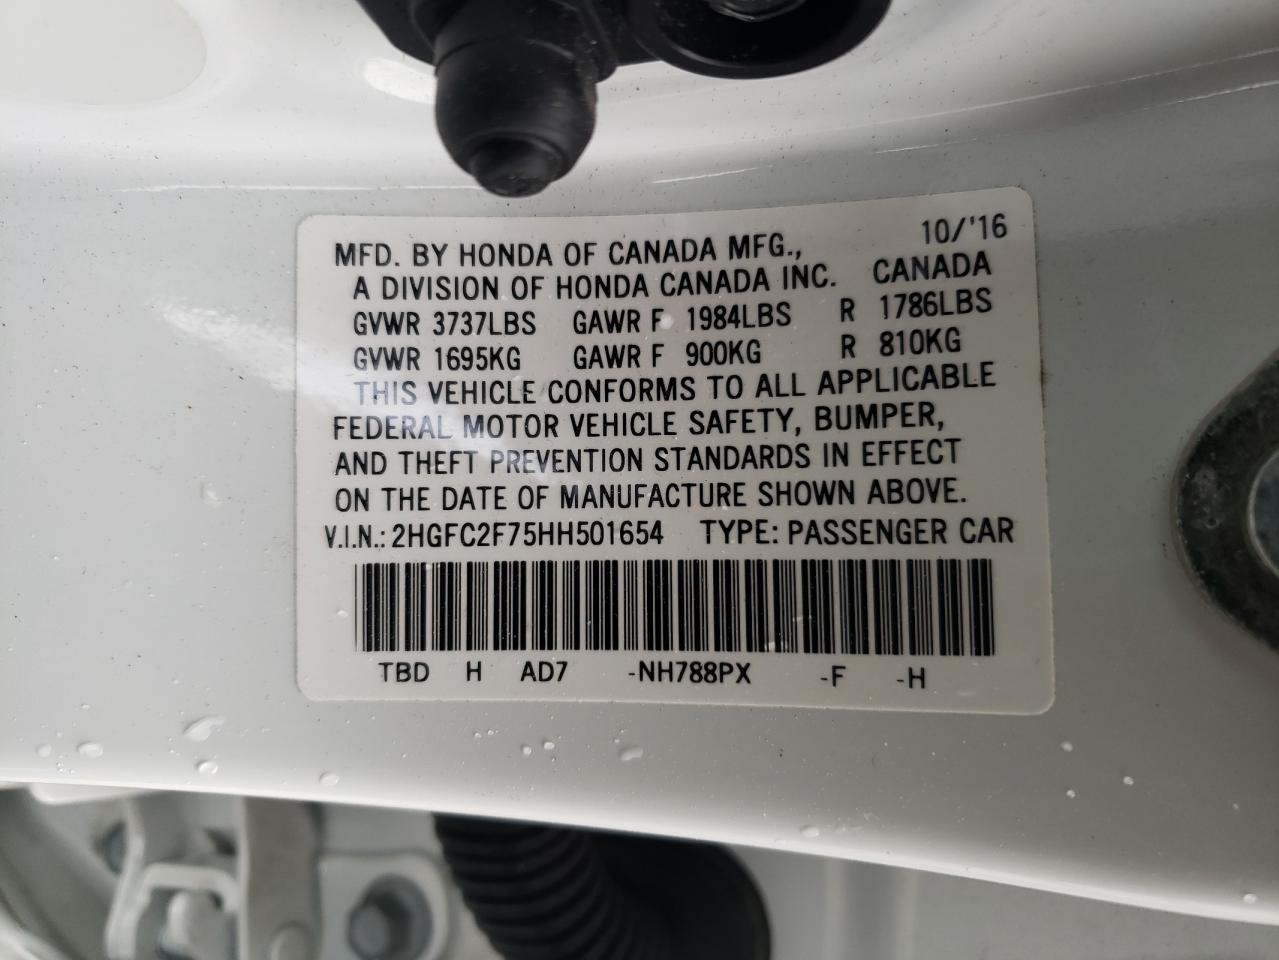 10/'16
MFD. BY HONDA OF CANADA MFG.,
A DIVISION OF HONDA CANADA INC. CANADA
GVWR 3737LBS GAWR F 1984LBS R 1786LBS
GVWR 1695KG GAWR F 900KG R 810KG
THIS VEHICLE CONFORMS TO ALL APPLICABLE
FEDERAL MOTOR VEHICLE SAFETY, BUMPER,
AND THEFT PREVENTION STANDARDS IN EFFECT
ON THE DATE OF MANUFACTURE SHOWN ABOVE.
V.I.N.: 2HGFC2F75HH501654 TYPE: PASSENGER CAR
TBD H AD7 -NH788PX -F -H